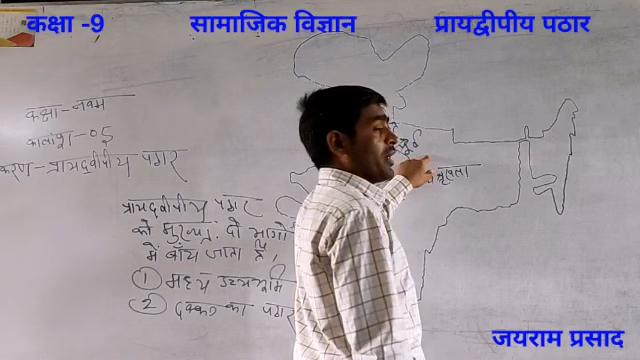 कक्षा -9 सामाजिक विज्ञान प्रायद्वीपीय पठार
कक्षा-नवम
कालांश-05
करण-प्रायद्वीपीय पठार
प्रायद्वीपीय पठार
को मुख्यतः दो भागों
में बाँटा जाता है,
① मध्य उच्चभूमि
② दक्कन का पठार
जयराम प्रसाद